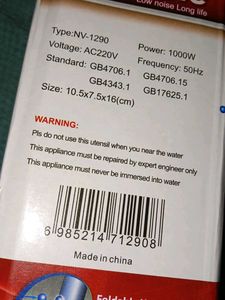 Low noise Long life
Type:NV-1290 Power: 1000W
Voltage: AC220V Frequency: 50Hz
Standard: GB4706.1 GB4706.15
GB4343.1 GB17625.1
Size: 10.5x7.5x16(cm)
WARNING:
Pls do not use this utensil when you near the water
This appliance must be repaired by expert engineer only
This appliance must never be immersed into water
6 985214 712908
Made in china